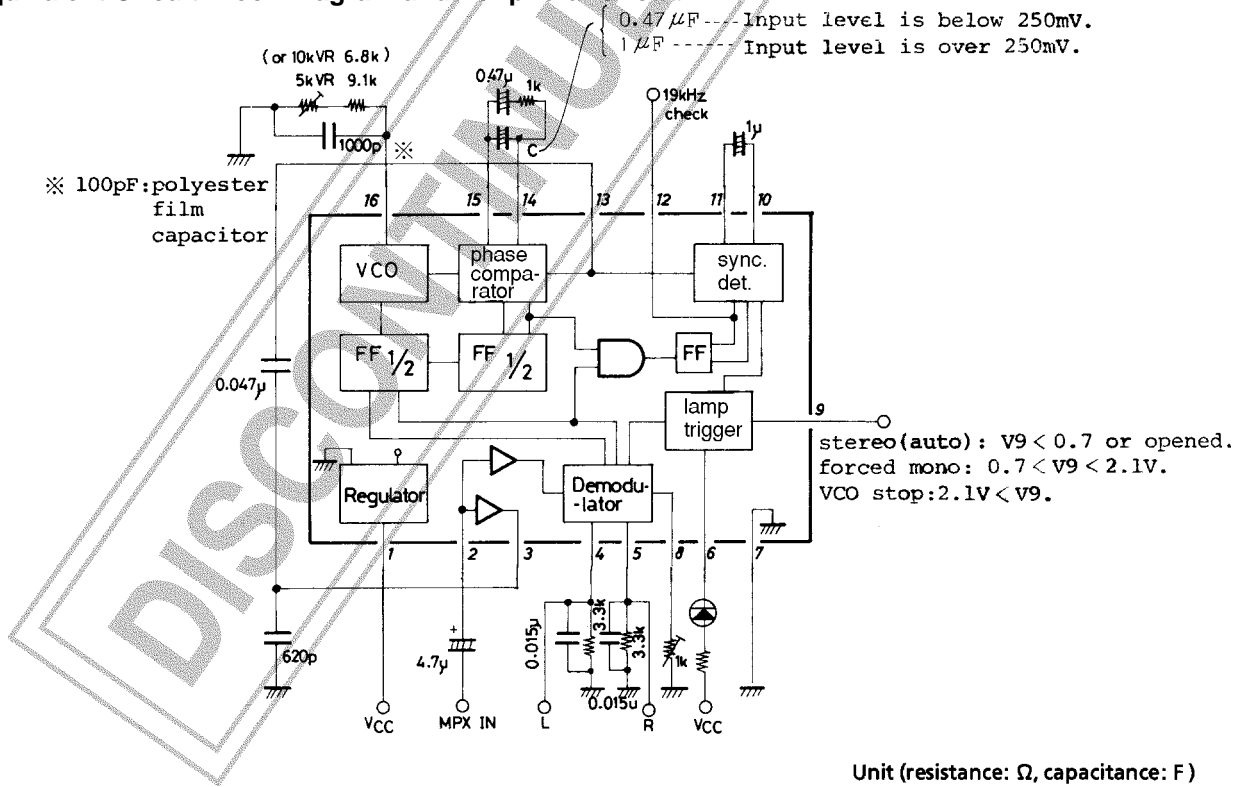 0.47μF ---- Input level is below 250mV.
1μF ------ Input level is over 250mV.
(or 10kVR 6.8k)
5kVR 9.1k
1000p
※
※ 100pF:polyester
film
capacitor
0.47μ
1k
C
19kHz
check
1μ
16
15
14
13
12
11
10
VCO
phase
compa-
rator
sync.
det.
FF 1/2
FF 1/2
FF
0.047μ
lamp
trigger
9
stereo(auto): V9<0.7 or opened.
forced mono: 0.7<V9<2.1V.
VCO stop:2.1V<V9.
Regulator
Demodu-
-lator
1
2
3
4
5
8
6
7
620p
4.7μ
0.015μ
3.3k
3.3k
0.015u
1k
VCC
MPX IN
L
R
VCC
Unit (resistance: Ω, capacitance: F)